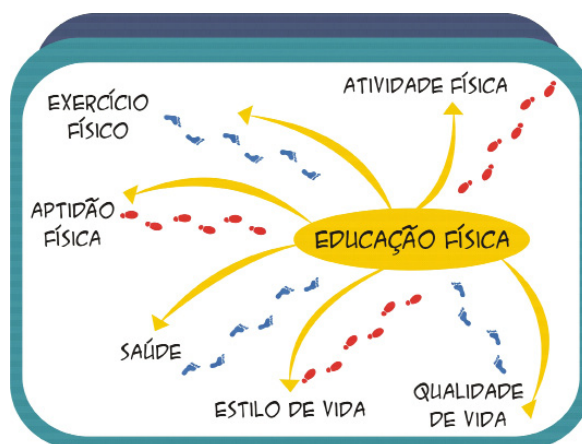 EXERCÍCIO
FÍSICO
ATIVIDADE FÍSICA
APTIDÃO
FÍSICA
EDUCAÇÃO FÍSICA
SAÚDE
ESTILO DE VIDA
QUALIDADE
DE VIDA